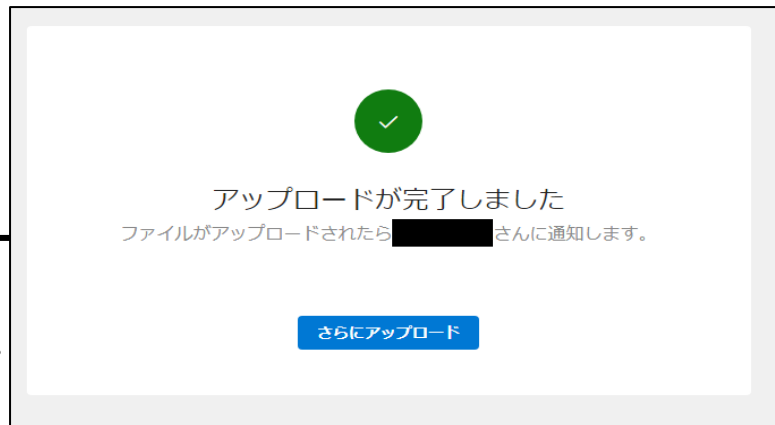 アップロードが完了しました
ファイルがアップロードされたら さんに通知します。
さらにアップロード